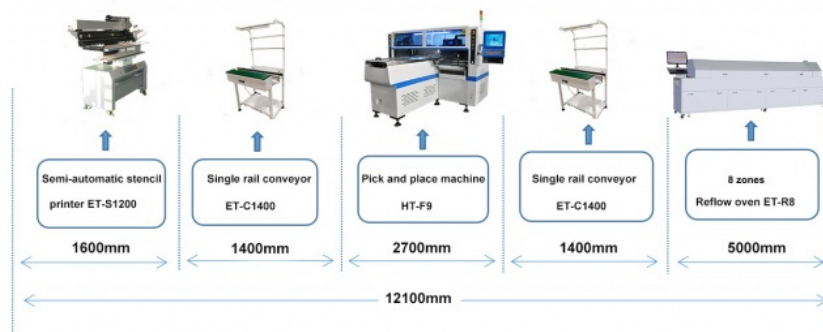 Semi-automatic stencil
printer ET-S1200
Single rail conveyor
ET-C1400
Pick and place machine
HT-F9
Single rail conveyor
ET-C1400
8 zones
Reflow oven ET-R8
1600mm
1400mm
2700mm
1400mm
5000mm
12100mm